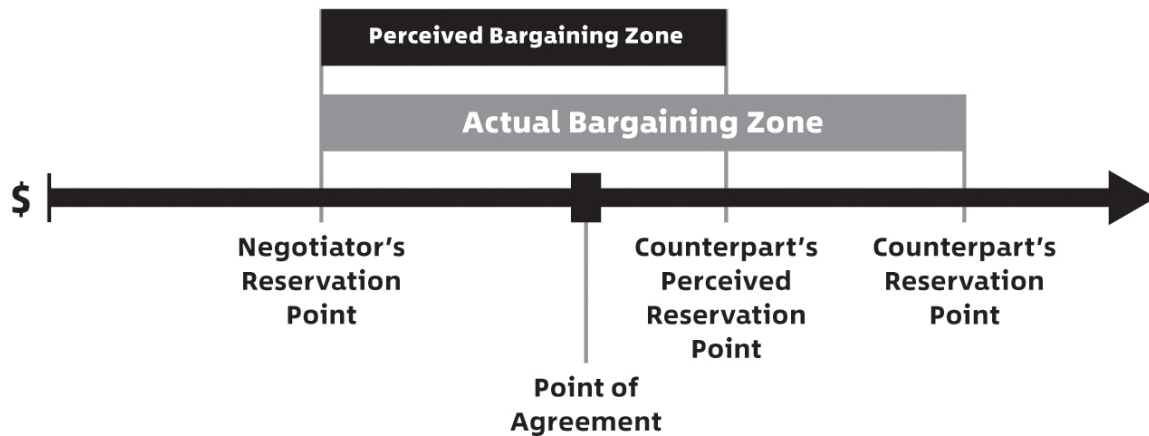 Perceived Bargaining Zone
Actual Bargaining Zone
$
Negotiator's
Reservation
Point
Counterpart's
Perceived
Reservation
Point
Counterpart's
Reservation
Point
Point of
Agreement